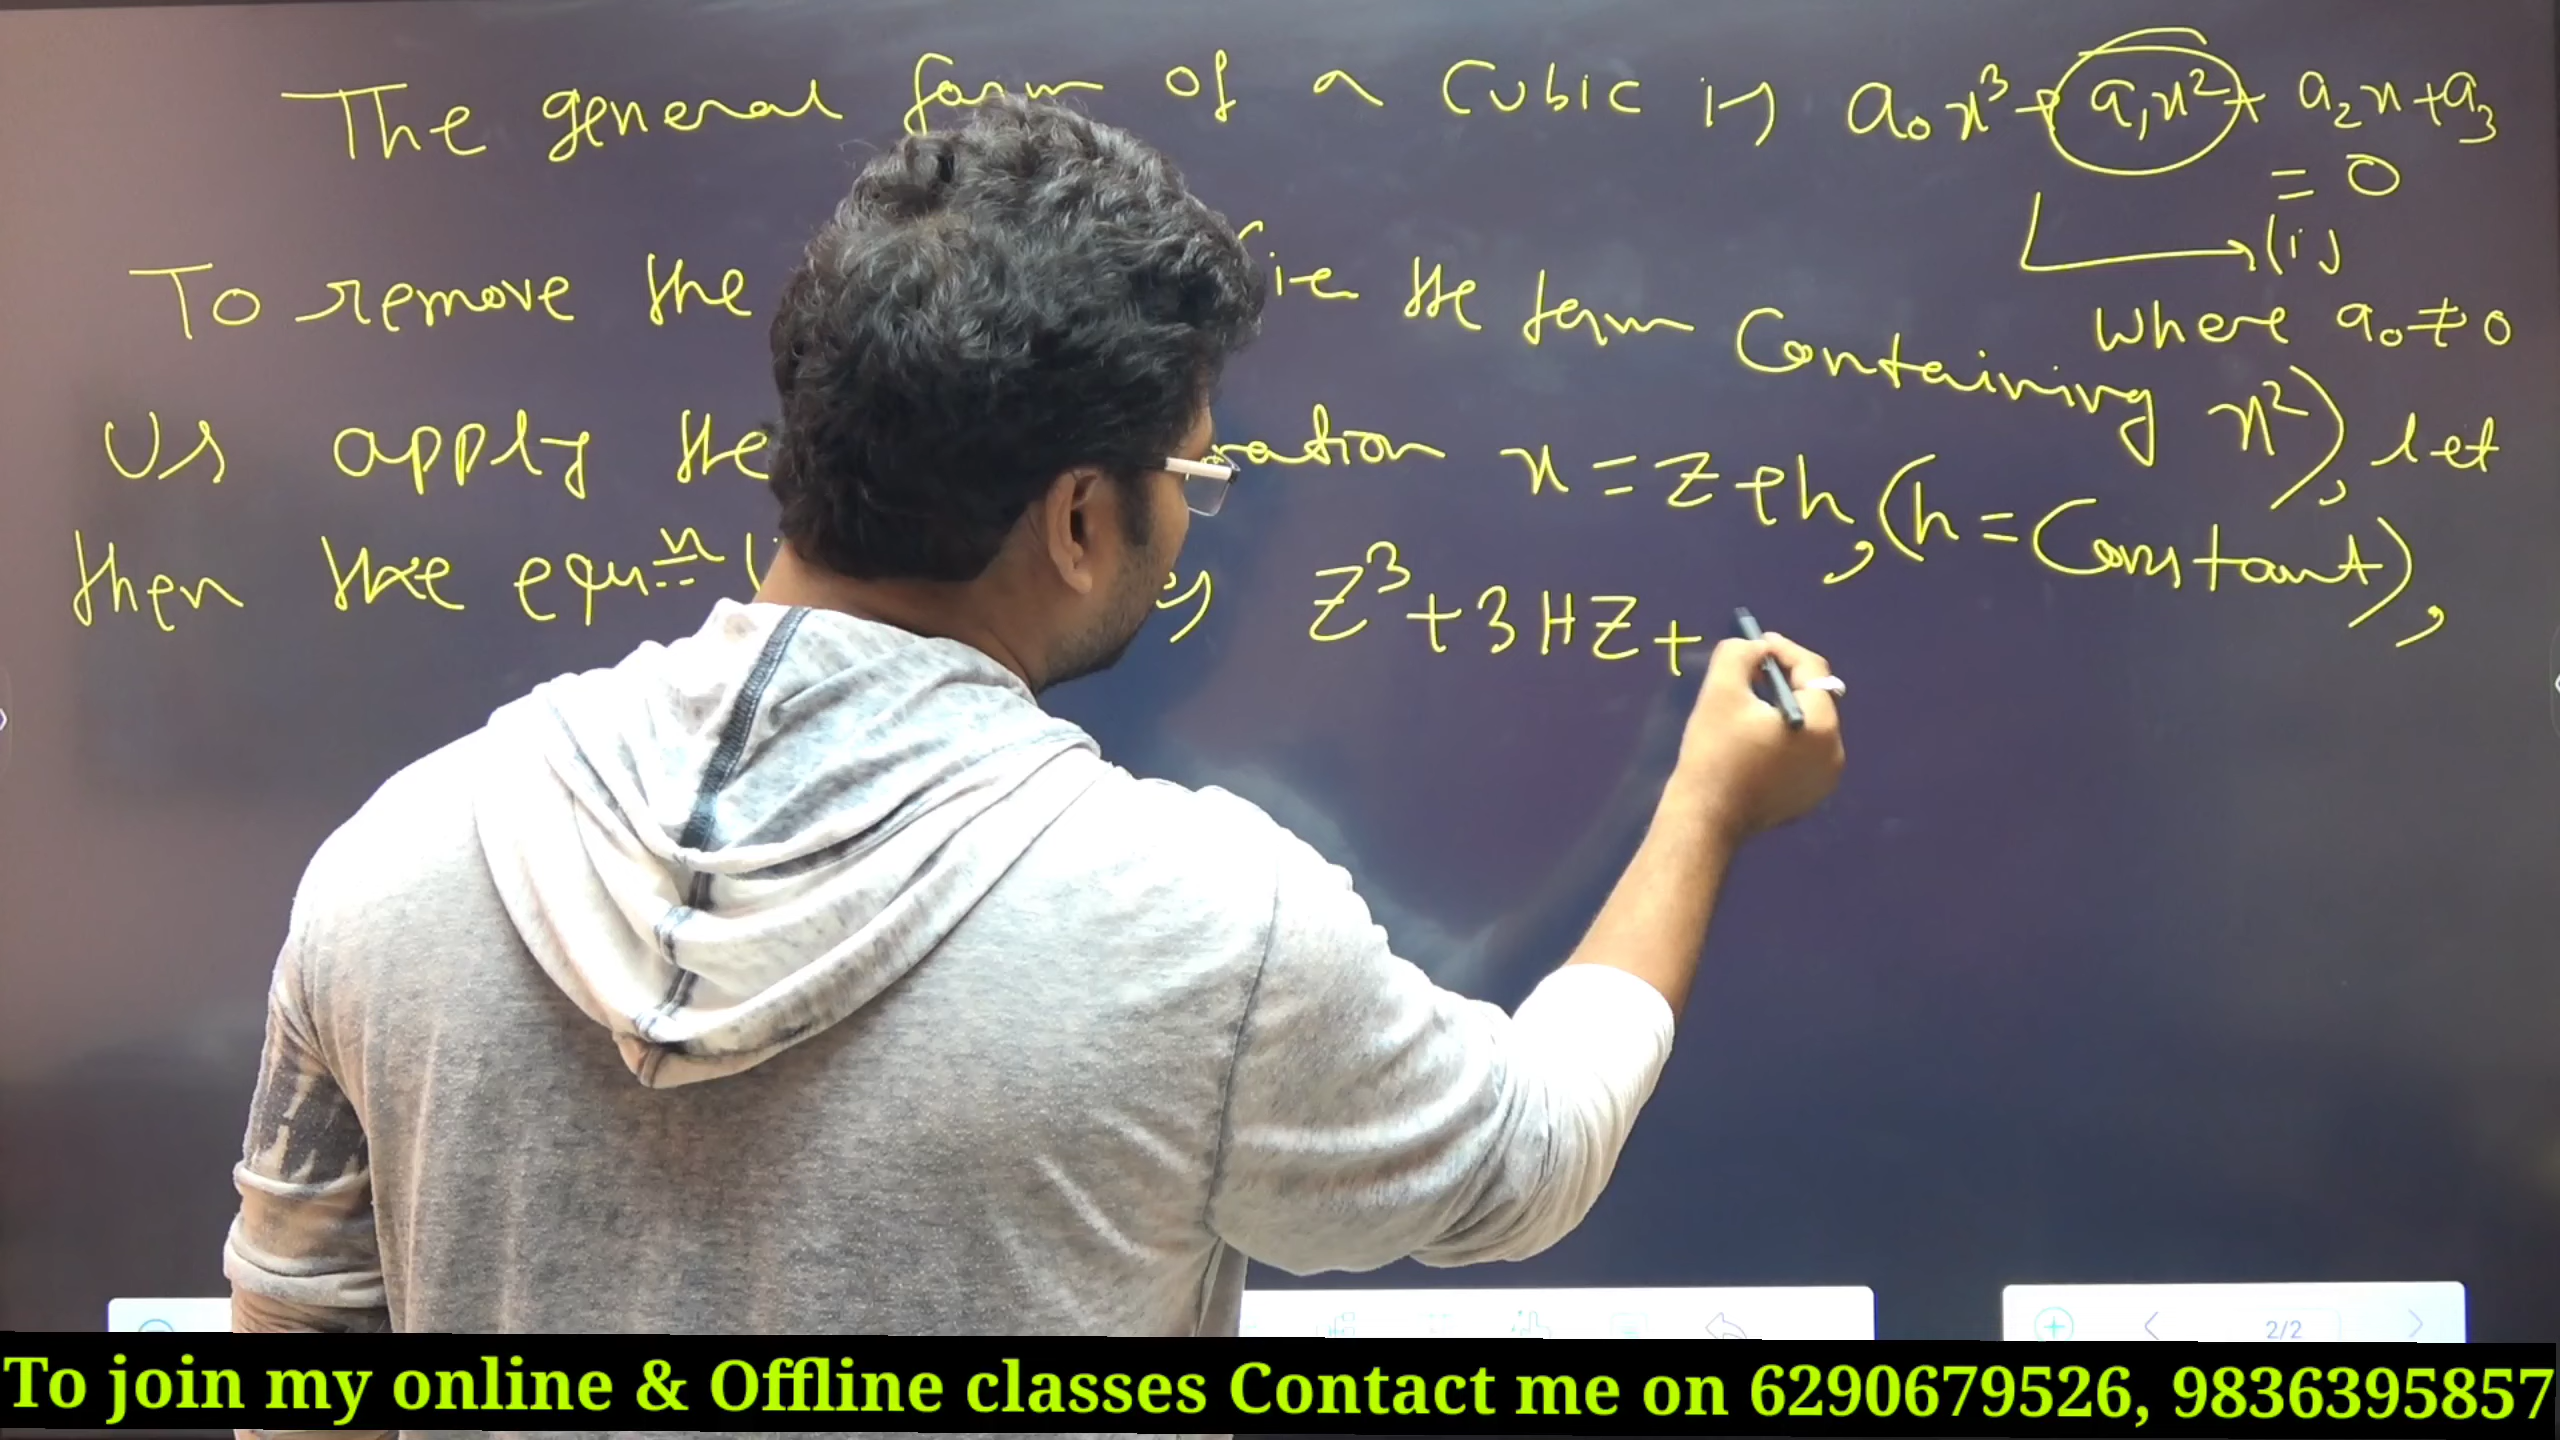 The general form of a Cubic is a₀x³ + a₁x² + a₂x + a₃
= 0
(i)
where a₀ ≠ 0
To remove the i.e the term Containing x²), let
us apply the x = z + h, (h = Constant),
then the equⁿ z³ + 3Hz +
2/2
To join my online & Offline classes Contact me on 6290679526, 9836395857